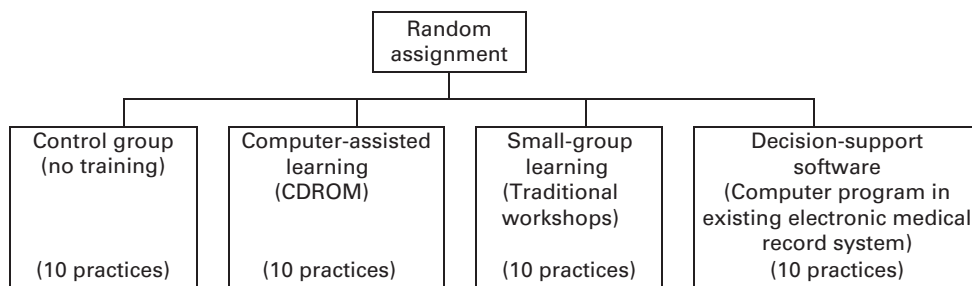 Random
assignment
Control group
(no training)
(10 practices)
Computer-assisted
learning
(CDROM)
(10 practices)
Small-group
learning
(Traditional
workshops)
(10 practices)
Decision-support
software
(Computer program in
existing electronic medical
record system)
(10 practices)